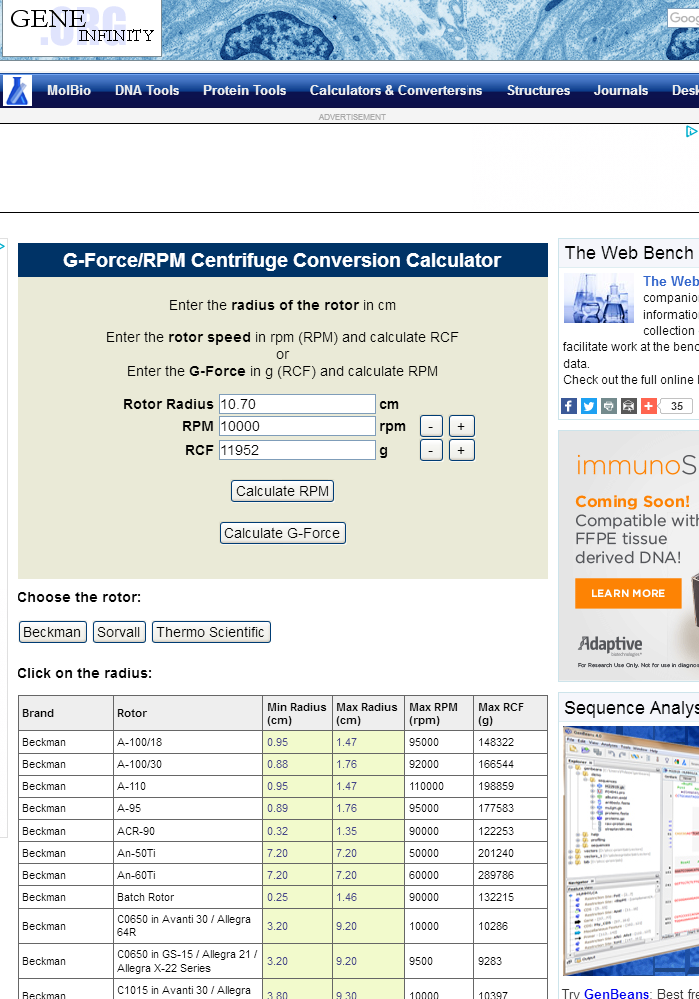 GENE
.ORG
INFINITY
Goog
MolBio DNA Tools Protein Tools Calculators & Convertersns Structures Journals Desk
ADVERTISEMENT
G-Force/RPM Centrifuge Conversion Calculator
Enter the radius of the rotor in cm
Enter the rotor speed in rpm (RPM) and calculate RCF
or
Enter the G-Force in g (RCF) and calculate RPM
Rotor Radius 10.70 cm
RPM 10000 rpm - +
RCF 11952 g - +
Calculate RPM
Calculate G-Force
Choose the rotor:
Beckman Sorvall Thermo Scientific
Click on the radius:
Brand Rotor Min Radius (cm) Max Radius (cm) Max RPM (rpm) Max RCF (g)
Beckman A-100/18 0.95 1.47 95000 148322
Beckman A-100/30 0.88 1.76 92000 166544
Beckman A-110 0.95 1.47 110000 198859
Beckman A-95 0.89 1.76 95000 177583
Beckman ACR-90 0.32 1.35 90000 122253
Beckman An-50Ti 7.20 7.20 50000 201240
Beckman An-60Ti 7.20 7.20 60000 289786
Beckman Batch Rotor 0.25 1.46 90000 132215
Beckman C0650 in Avanti 30 / Allegra 64R 3.20 9.20 10000 10286
Beckman C0650 in GS-15 / Allegra 21 / Allegra X-22 Series 3.20 9.20 9500 9283
Beckman C1015 in Avanti 30 / Allegra 3.80 9.30 10000 10397
The Web Bench
The Web
companio
informatio
collection
facilitate work at the benc
data.
Check out the full online
35
immunoS
Coming Soon!
Compatible with
FFPE tissue
derived DNA!
LEARN MORE
Adaptive
biotechnologies
For Research Use Only. Not for use in diagnos
Sequence Analys
Try GenBeans: Best fre